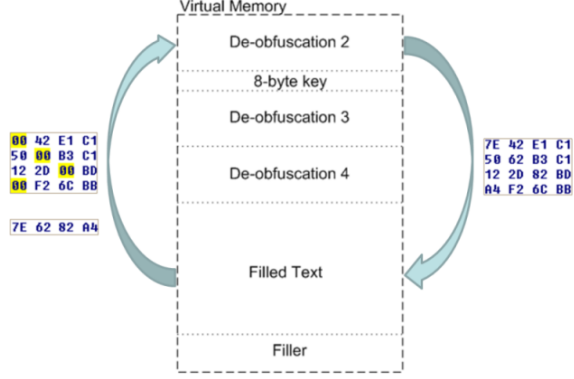 Virtual Memory
De-obfuscation 2
8-byte key
De-obfuscation 3
De-obfuscation 4
Filled Text
Filler
00 42 E1 C1
50 00 B3 C1
12 2D 00 BD
00 F2 6C BB
7E 62 82 A4
7E 42 E1 C1
50 62 B3 C1
12 2D 82 BD
A4 F2 6C BB